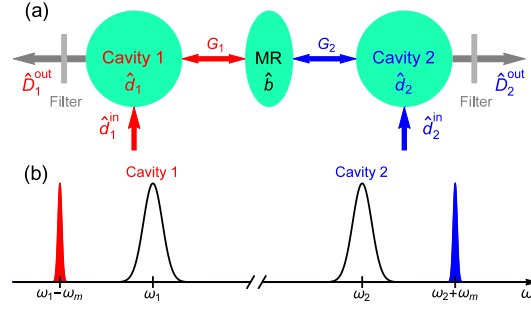 (a)
Cavity 1
G₁
MR
G₂
Cavity 2
D̂₁ᵒᵘᵗ
Filter
d̂₁
b̂
d̂₂
Filter
D̂₂ᵒᵘᵗ
d̂₁ⁱⁿ
d̂₂ⁱⁿ
(b)
Cavity 1
Cavity 2
ω₁−ωₘ
ω₁
ω₂
ω₂+ωₘ
ω